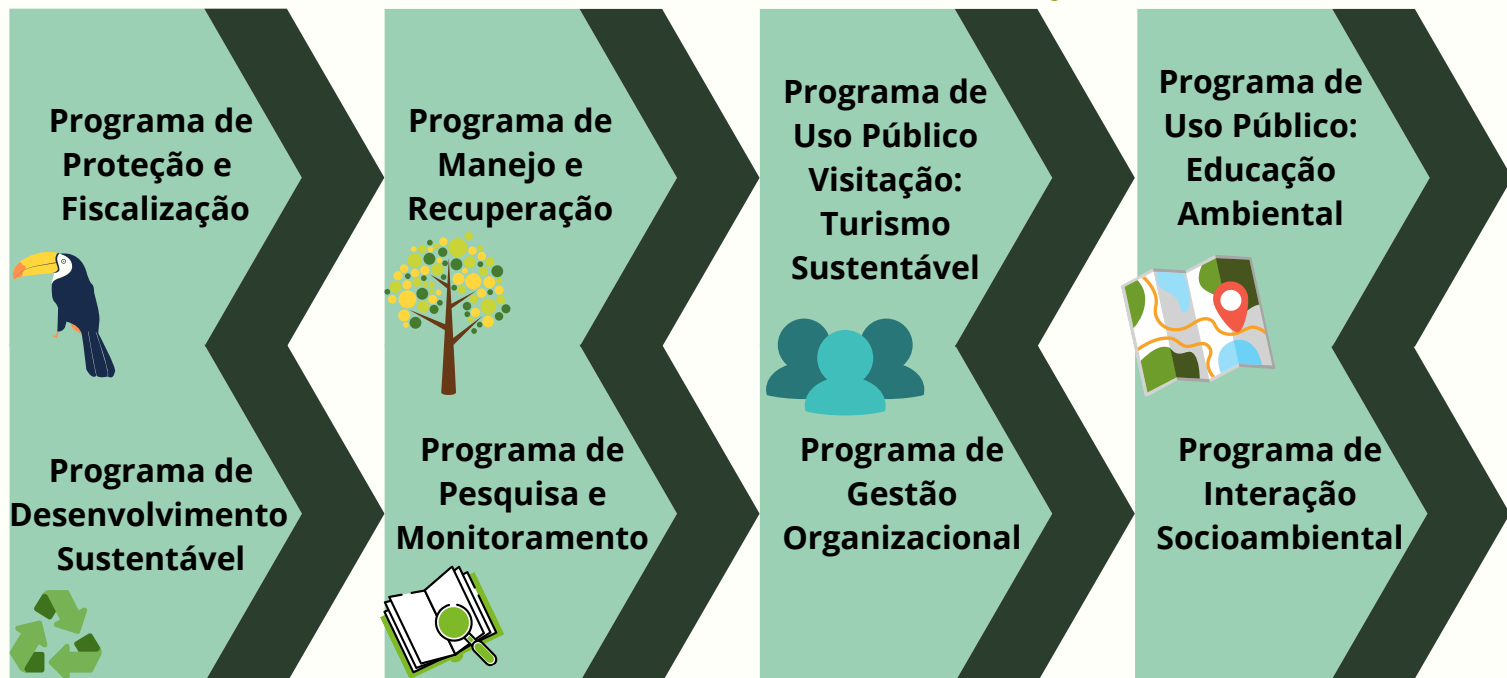 Programa de
Proteção e
Fiscalização
Programa de
Manejo e
Recuperação
Programa de
Uso Público
Visitação:
Turismo
Sustentável
Programa de
Uso Público:
Educação
Ambiental
Programa de
Desenvolvimento
Sustentável
Programa de
Pesquisa e
Monitoramento
Programa de
Gestão
Organizacional
Programa de
Interação
Socioambiental